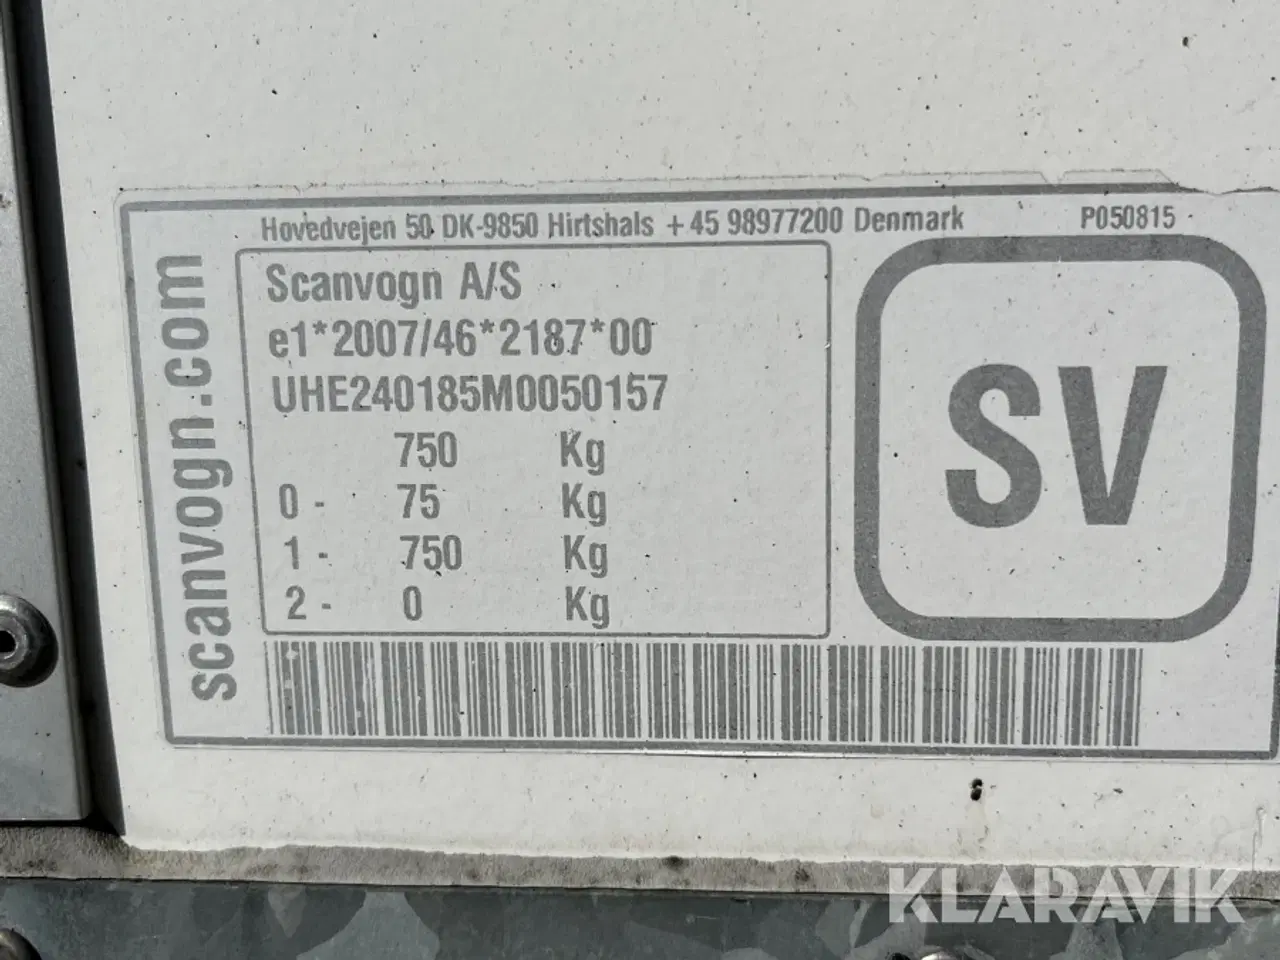 Hovedvejen 50 DK-9850 Hirtshals + 45 98977200 Denmark P050815
scanvogn.com
Scanvogn A/S
e1*2007/46*2187*00
UHE240185M0050157
750 Kg
0 - 75 Kg
1 - 750 Kg
2 - 0 Kg
SV
KLARAVIK